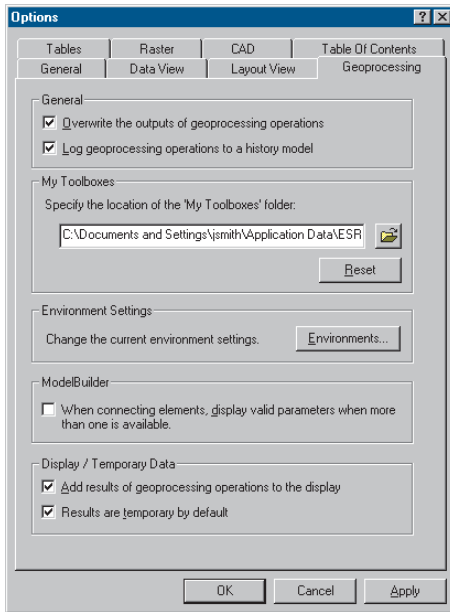 Options
Tables Raster CAD Table Of Contents
General Data View Layout View Geoprocessing
General
Overwrite the outputs of geoprocessing operations
Log geoprocessing operations to a history model
My Toolboxes
Specify the location of the 'My Toolboxes' folder:
C:\Documents and Settings\jsmith\Application Data\ESR
Reset
Environment Settings
Change the current environment settings. Environments...
ModelBuilder
When connecting elements, display valid parameters when more
than one is available.
Display / Temporary Data
Add results of geoprocessing operations to the display
Results are temporary by default
OK Cancel Apply